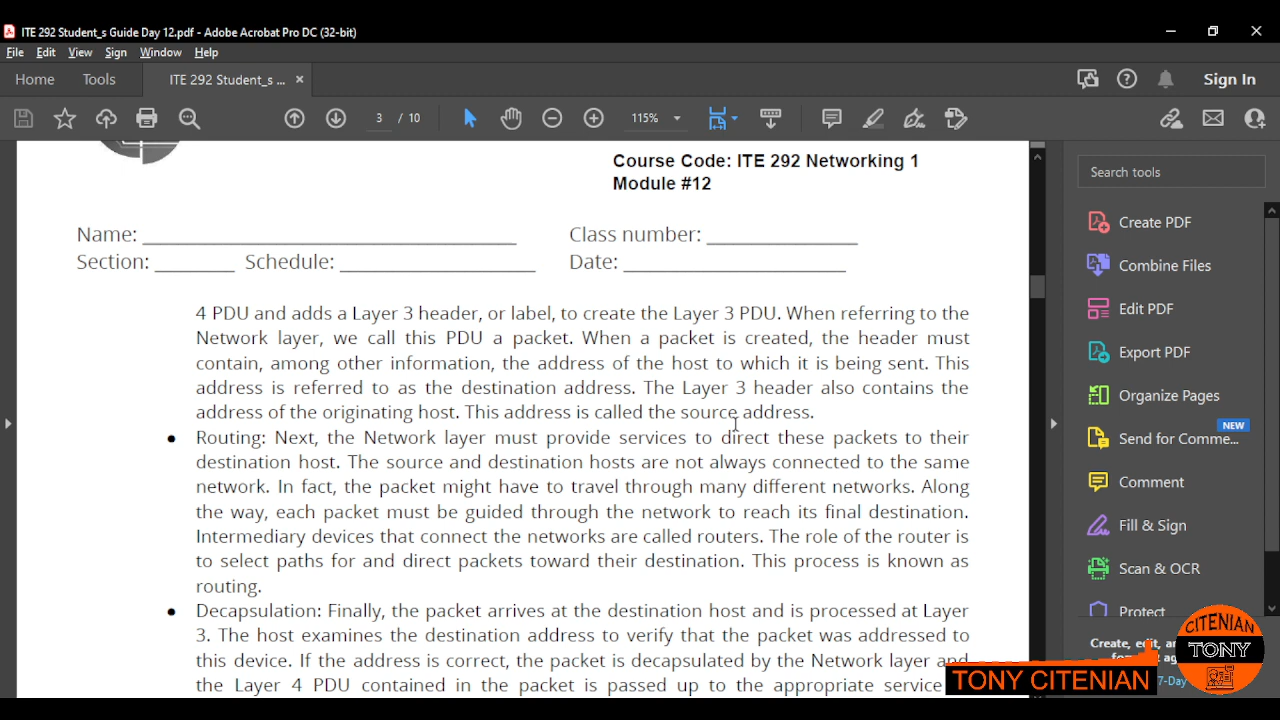 ITE 292 Student_s Guide Day 12.pdf - Adobe Acrobat Pro DC (32-bit)
File Edit View Sign Window Help
Home Tools ITE 292 Student_s ... × Sign In
3 / 10 115%
Course Code: ITE 292 Networking 1
Module #12
Name: ____ Class number: ____
Section: ____ Schedule: ____ Date: ____
4 PDU and adds a Layer 3 header, or label, to create the Layer 3 PDU. When referring to the
Network layer, we call this PDU a packet. When a packet is created, the header must
contain, among other information, the address of the host to which it is being sent. This
address is referred to as the destination address. The Layer 3 header also contains the
address of the originating host. This address is called the source address.
● Routing: Next, the Network layer must provide services to direct these packets to their
destination host. The source and destination hosts are not always connected to the same
network. In fact, the packet might have to travel through many different networks. Along
the way, each packet must be guided through the network to reach its final destination.
Intermediary devices that connect the networks are called routers. The role of the router is
to select paths for and direct packets toward their destination. This process is known as
routing.
● Decapsulation: Finally, the packet arrives at the destination host and is processed at Layer
3. The host examines the destination address to verify that the packet was addressed to
this device. If the address is correct, the packet is decapsulated by the Network layer and
the Layer 4 PDU contained in the packet is passed up to the appropriate service
Search tools
Create PDF
Combine Files
Edit PDF
Export PDF
Organize Pages
NEW
Send for Comme...
Comment
Fill & Sign
Scan & OCR
Protect
Create, edit,
7-Day
CITENIAN
TONY
TONY CITENIAN